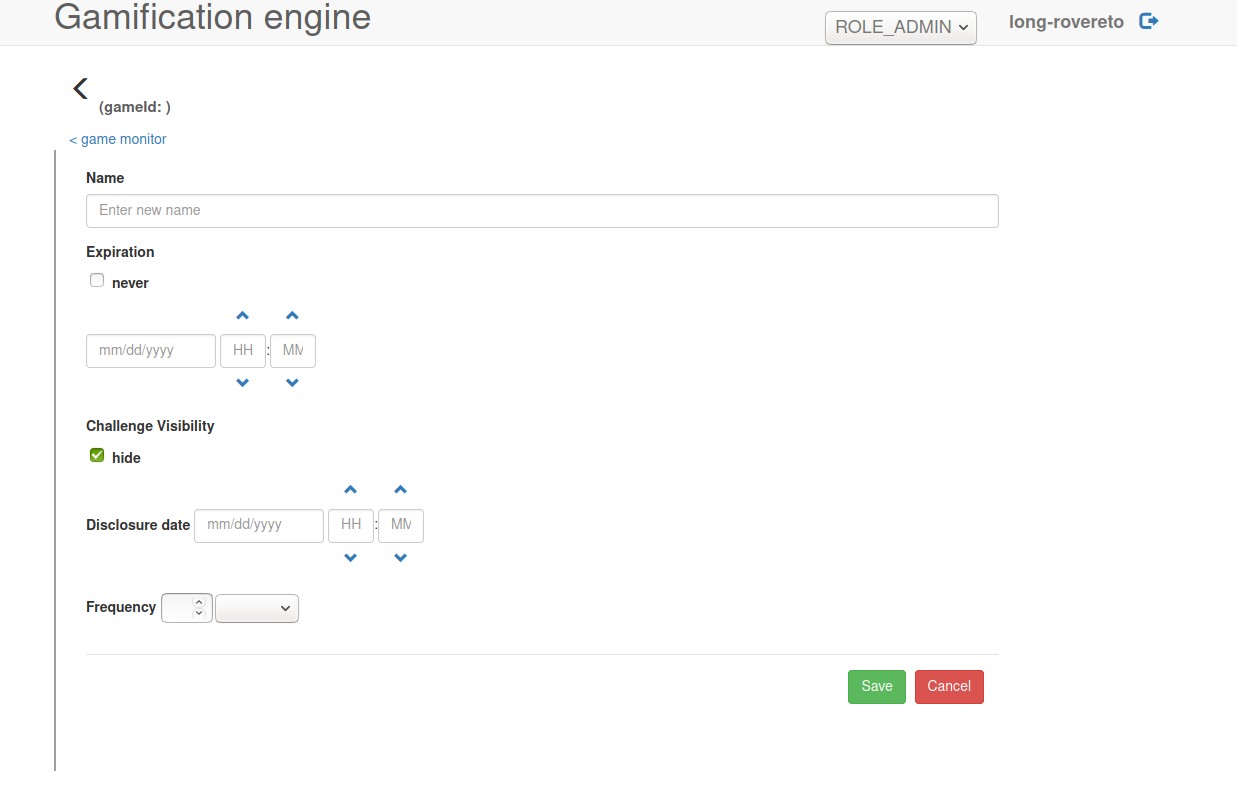 Gamification engine
ROLE_ADMIN
long-rovereto
(gameId: )
< game monitor
Name
Enter new name
Expiration
never
mm/dd/yyyy HH : MM
Challenge Visibility
hide
Disclosure date mm/dd/yyyy HH : MM
Frequency
Save Cancel